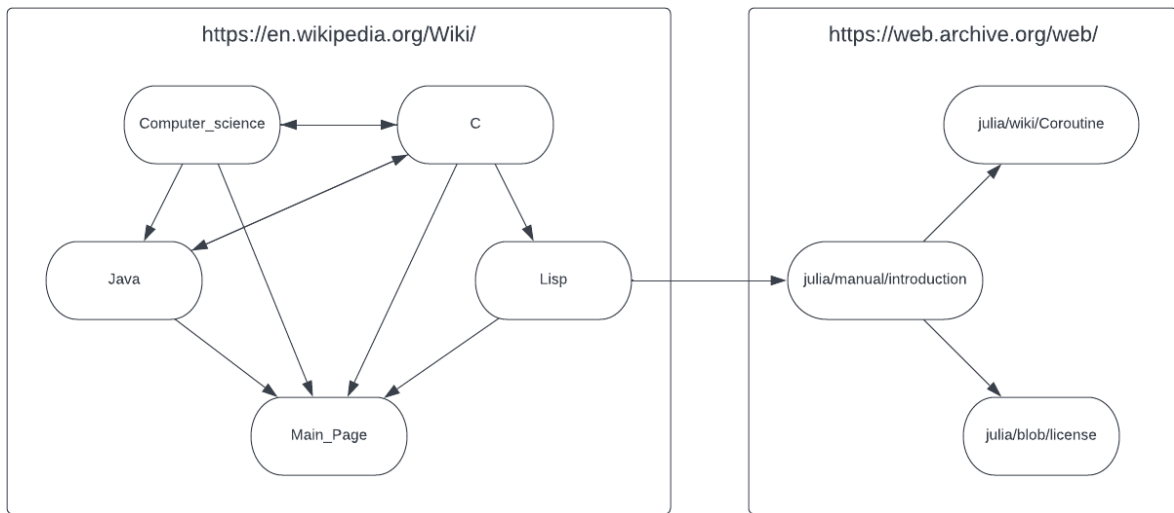 https://en.wikipedia.org/Wiki/
https://web.archive.org/web/
Computer_science
C
julia/wiki/Coroutine
Java
Lisp
julia/manual/introduction
Main_Page
julia/blob/license